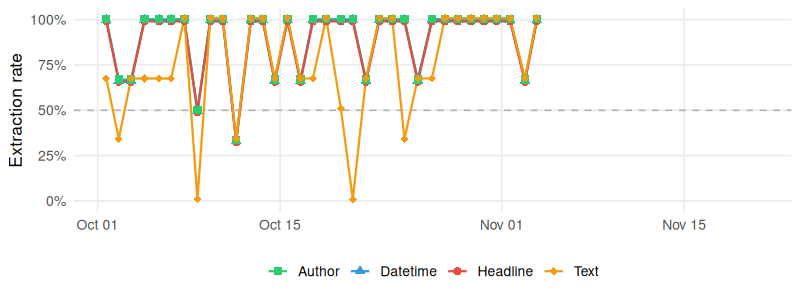 Extraction rate
100%
75%
50%
25%
0%
Oct 01 Oct 15 Nov 01 Nov 15
Author Datetime Headline Text